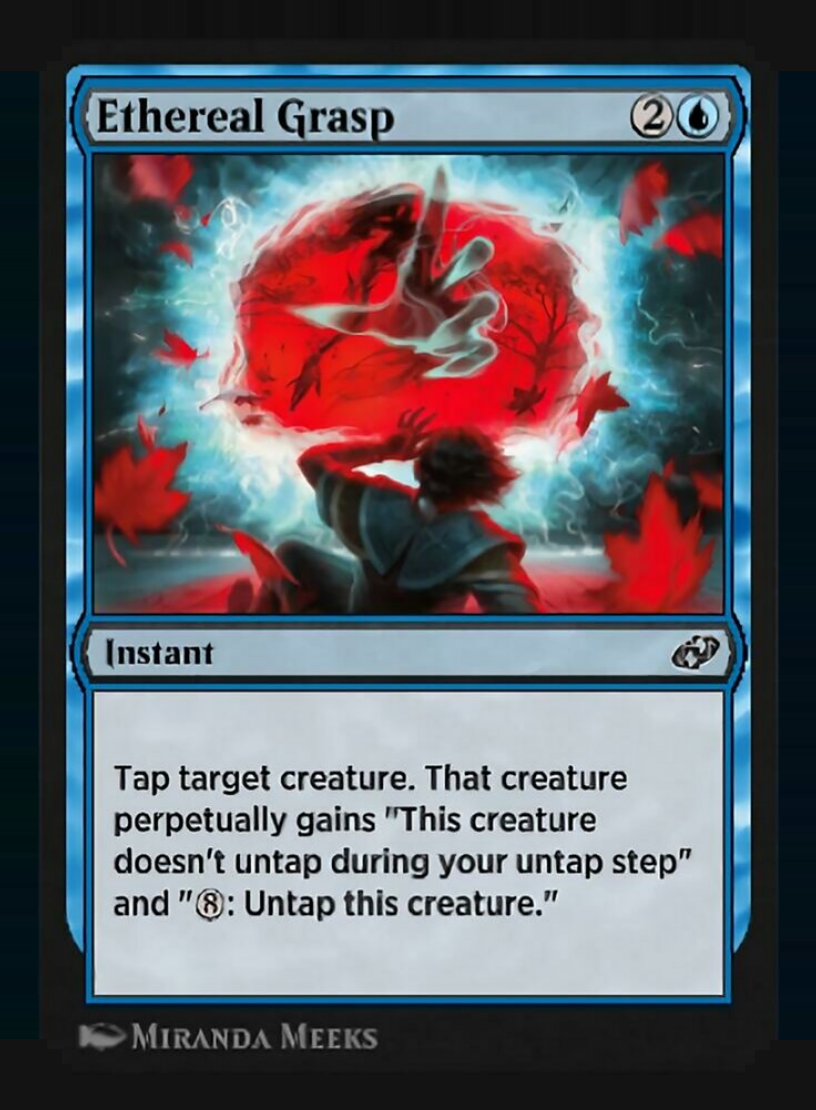 Ethereal Grasp 2
Instant
Tap target creature. That creature
perpetually gains "This creature
doesn't untap during your untap step"
and "8: Untap this creature."
MIRANDA MEEKS